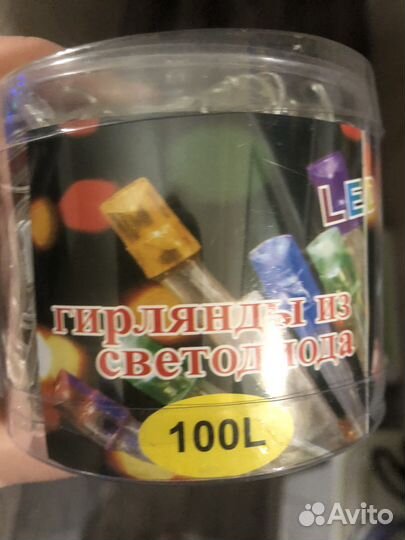 LED
гирлянды из
светодиода
100L
Avito